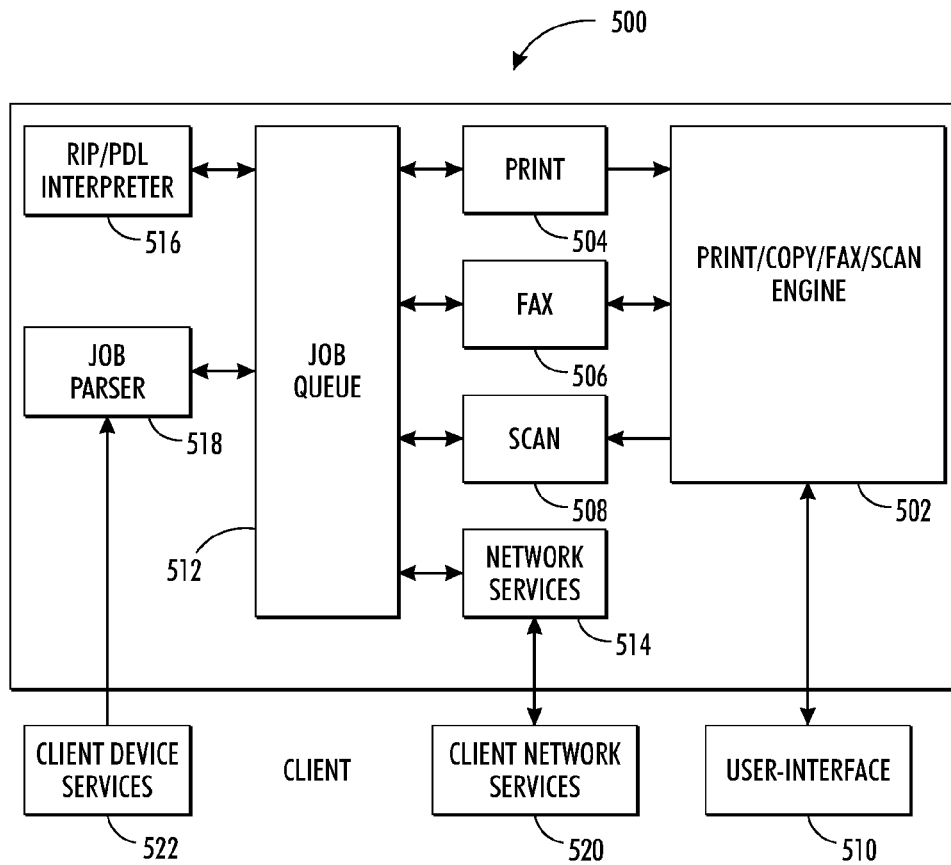 500
RIP/PDL
INTERPRETER
516
JOB
PARSER
518
JOB
QUEUE
512
PRINT
504
FAX
506
SCAN
508
NETWORK
SERVICES
514
PRINT/COPY/FAX/SCAN
ENGINE
502
CLIENT DEVICE
SERVICES
522
CLIENT
CLIENT NETWORK
SERVICES
520
USER-INTERFACE
510